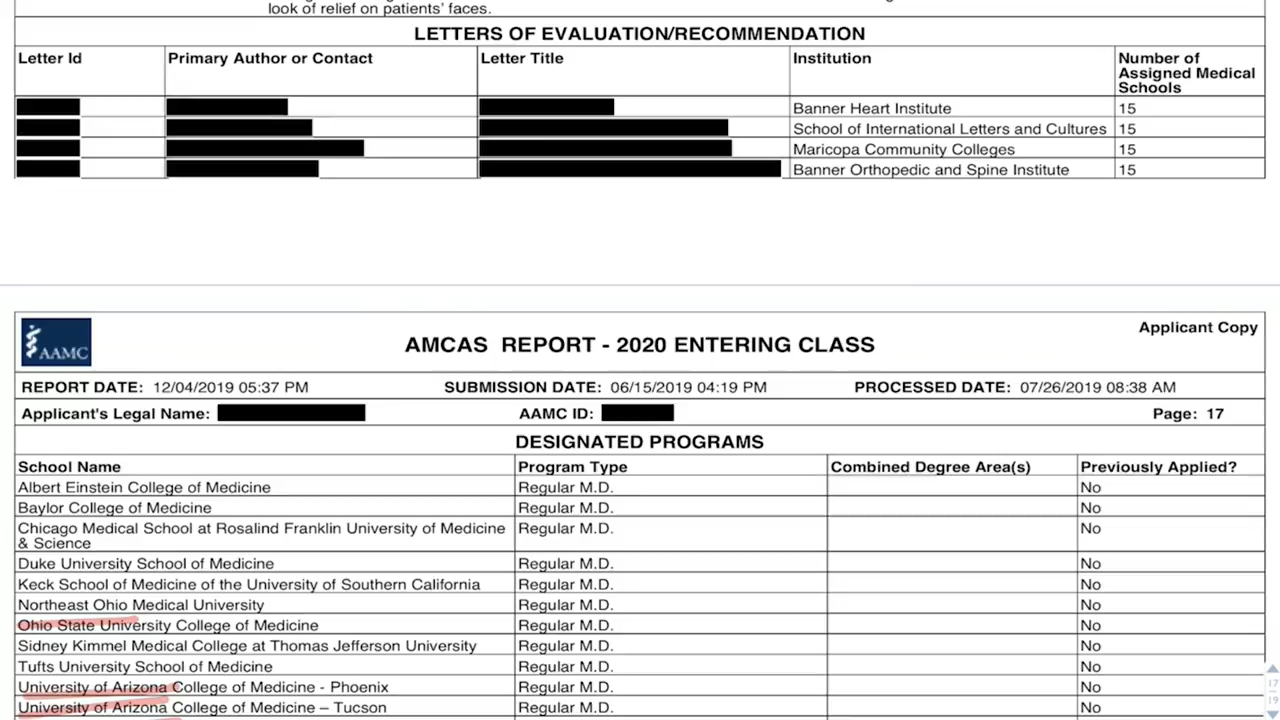 look of relief on patients' faces.
LETTERS OF EVALUATION/RECOMMENDATION
Letter Id Primary Author or Contact Letter Title Institution Number of Assigned Medical Schools
Banner Heart Institute 15
School of International Letters and Cultures 15
Maricopa Community Colleges 15
Banner Orthopedic and Spine Institute 15
AAMC
Applicant Copy
AMCAS REPORT - 2020 ENTERING CLASS
REPORT DATE: 12/04/2019 05:37 PM SUBMISSION DATE: 06/15/2019 04:19 PM PROCESSED DATE: 07/26/2019 08:38 AM
Applicant's Legal Name: AAMC ID: Page: 17
DESIGNATED PROGRAMS
School Name Program Type Combined Degree Area(s) Previously Applied?
Albert Einstein College of Medicine Regular M.D. No
Baylor College of Medicine Regular M.D. No
Chicago Medical School at Rosalind Franklin University of Medicine Regular M.D. No
& Science
Duke University School of Medicine Regular M.D. No
Keck School of Medicine of the University of Southern California Regular M.D. No
Northeast Ohio Medical University Regular M.D. No
Ohio State University College of Medicine Regular M.D. No
Sidney Kimmel Medical College at Thomas Jefferson University Regular M.D. No
Tufts University School of Medicine Regular M.D. No
University of Arizona College of Medicine - Phoenix Regular M.D. No
University of Arizona College of Medicine – Tucson Regular M.D. No
17
19